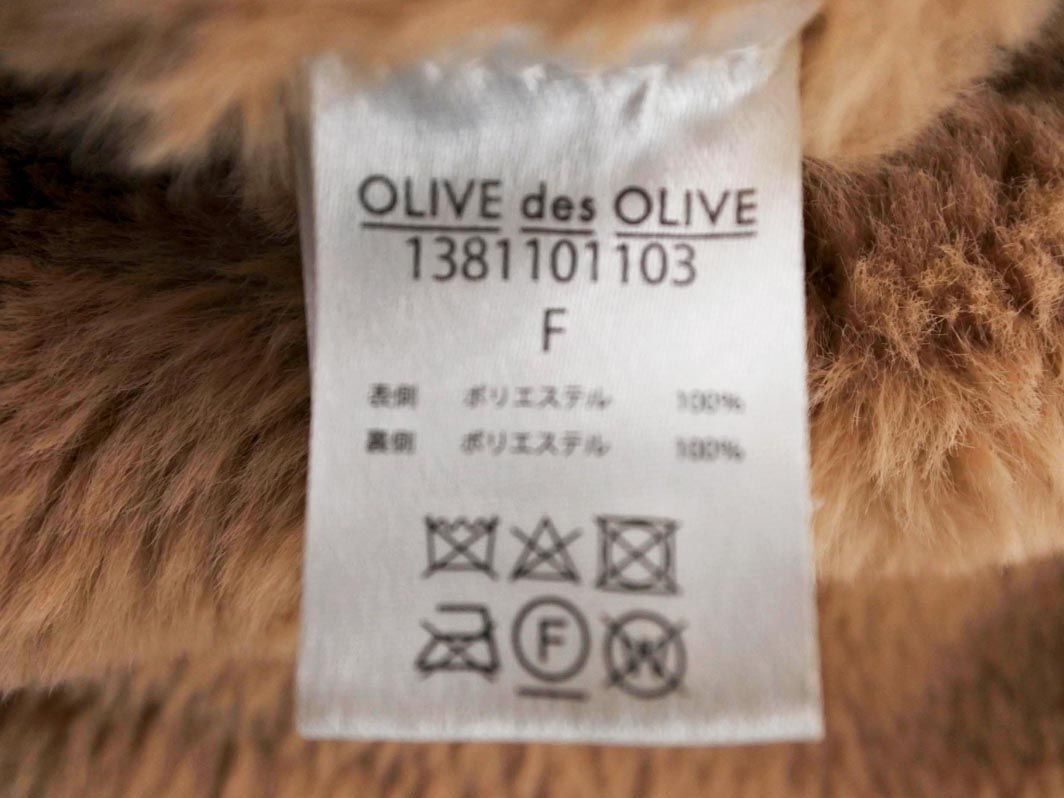 OLIVE des OLIVE
1381101103
F
表側 ポリエステル 100%
裏側 ポリエステル 100%
F
W